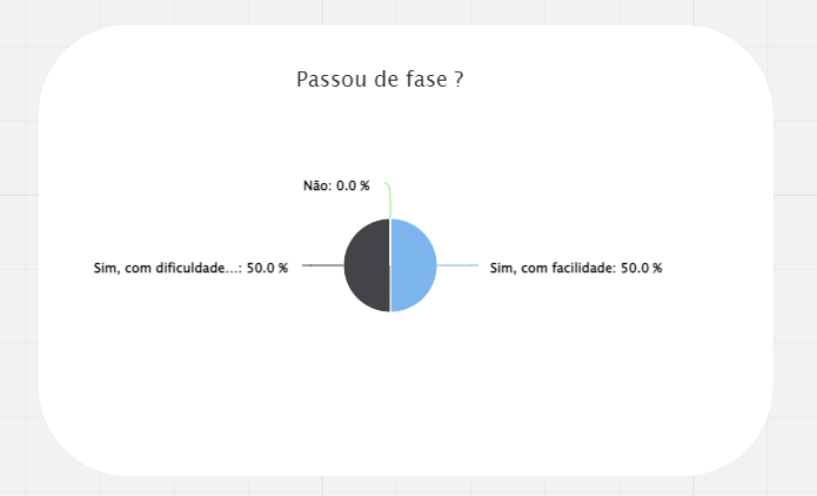 Passou de fase ?
Não: 0.0 %
Sim, com dificuldade...: 50.0 %
Sim, com facilidade: 50.0 %